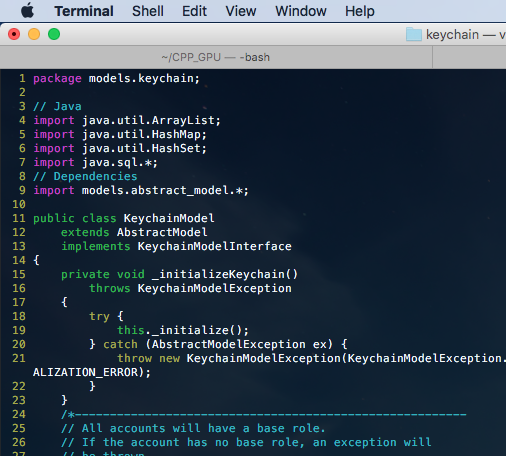 Terminal Shell Edit View Window Help
keychain — v
~/CPP_GPU — -bash
1 package models.keychain;
2
3 // Java
4 import java.util.ArrayList;
5 import java.util.HashMap;
6 import java.util.HashSet;
7 import java.sql.*;
8 // Dependencies
9 import models.abstract_model.*;
10
11 public class KeychainModel
12 extends AbstractModel
13 implements KeychainModelInterface
14 {
15 private void _initializeKeychain()
16 throws KeychainModelException
17 {
18 try {
19 this._initialize();
20 } catch (AbstractModelException ex) {
21 throw new KeychainModelException(KeychainModelException.
ALIZATION_ERROR);
22 }
23 }
24 /*---------------------------------------------------------
25 // All accounts will have a base role.
26 // If the account has no base role, an exception will
27 // be thrown